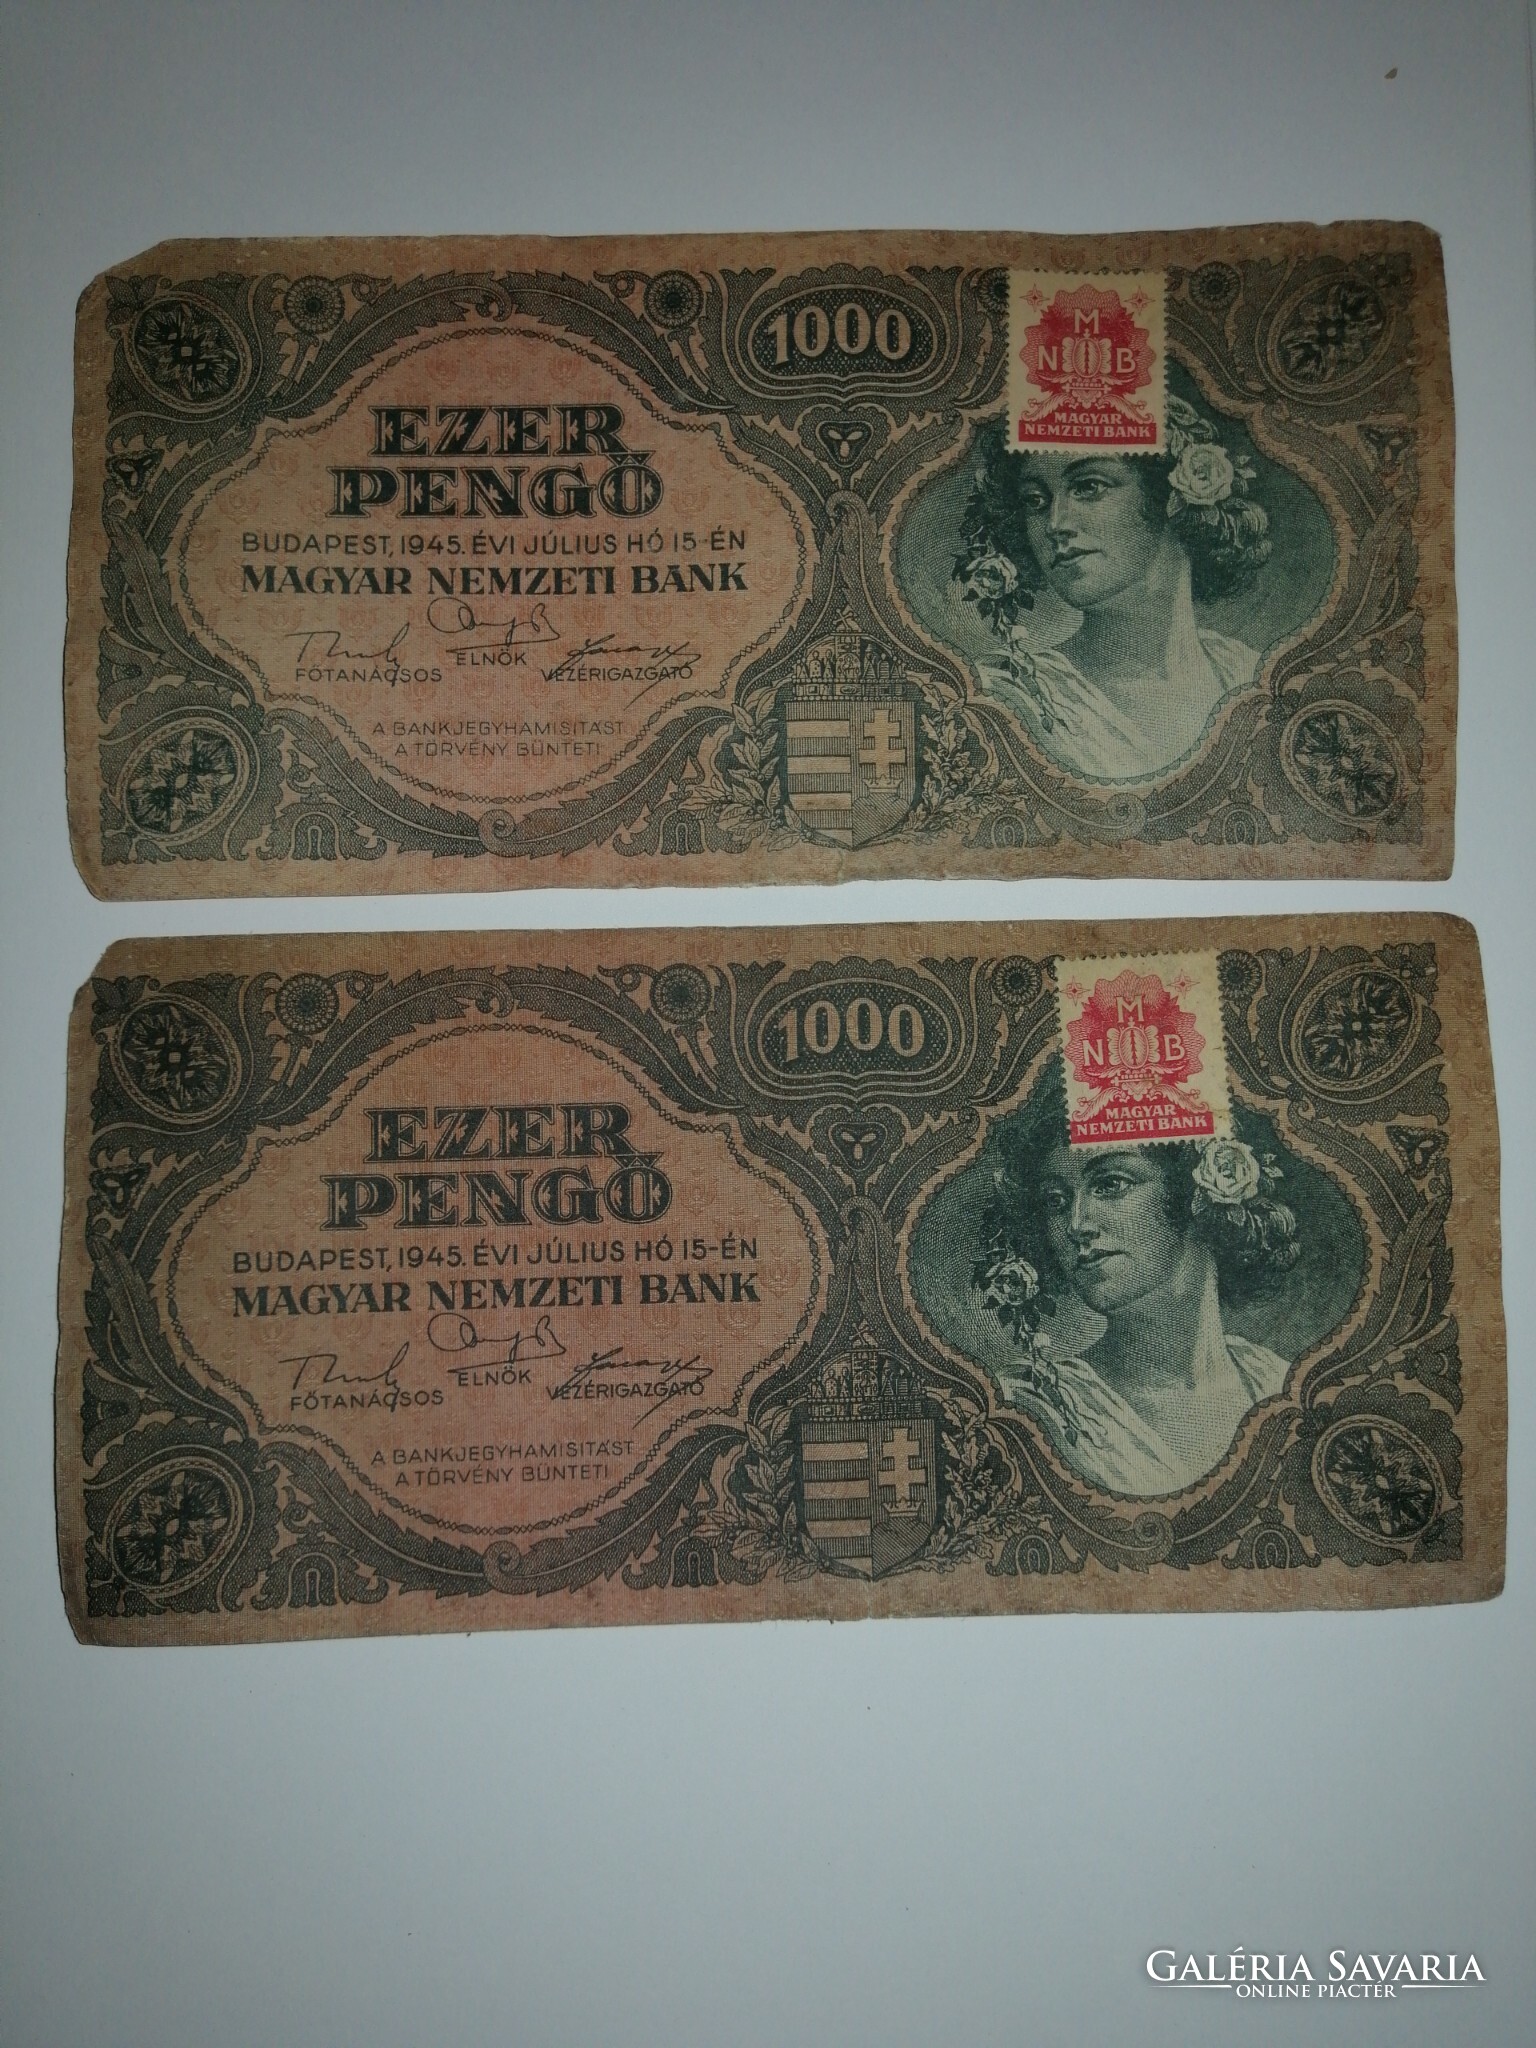 1000
M
N B
MAGYAR
NEMZETI BANK
EZER
PENGŐ
BUDAPEST, 1945. ÉVI JÚLIUS HÓ 15-ÉN
MAGYAR NEMZETI BANK
FŐTANÁCSOS ELNÖK VEZÉRIGAZGATÓ
A BANKJEGYHAMISITÁST
A TÖRVÉNY BÜNTETI
1000
M
N B
MAGYAR
NEMZETI BANK
EZER
PENGŐ
BUDAPEST, 1945. ÉVI JÚLIUS HÓ 15-ÉN
MAGYAR NEMZETI BANK
FŐTANÁCSOS ELNÖK VEZÉRIGAZGATÓ
A BANKJEGYHAMISITÁST
A TÖRVÉNY BÜNTETI
GALÉRIA SAVARIA
ONLINE PIACTÉR